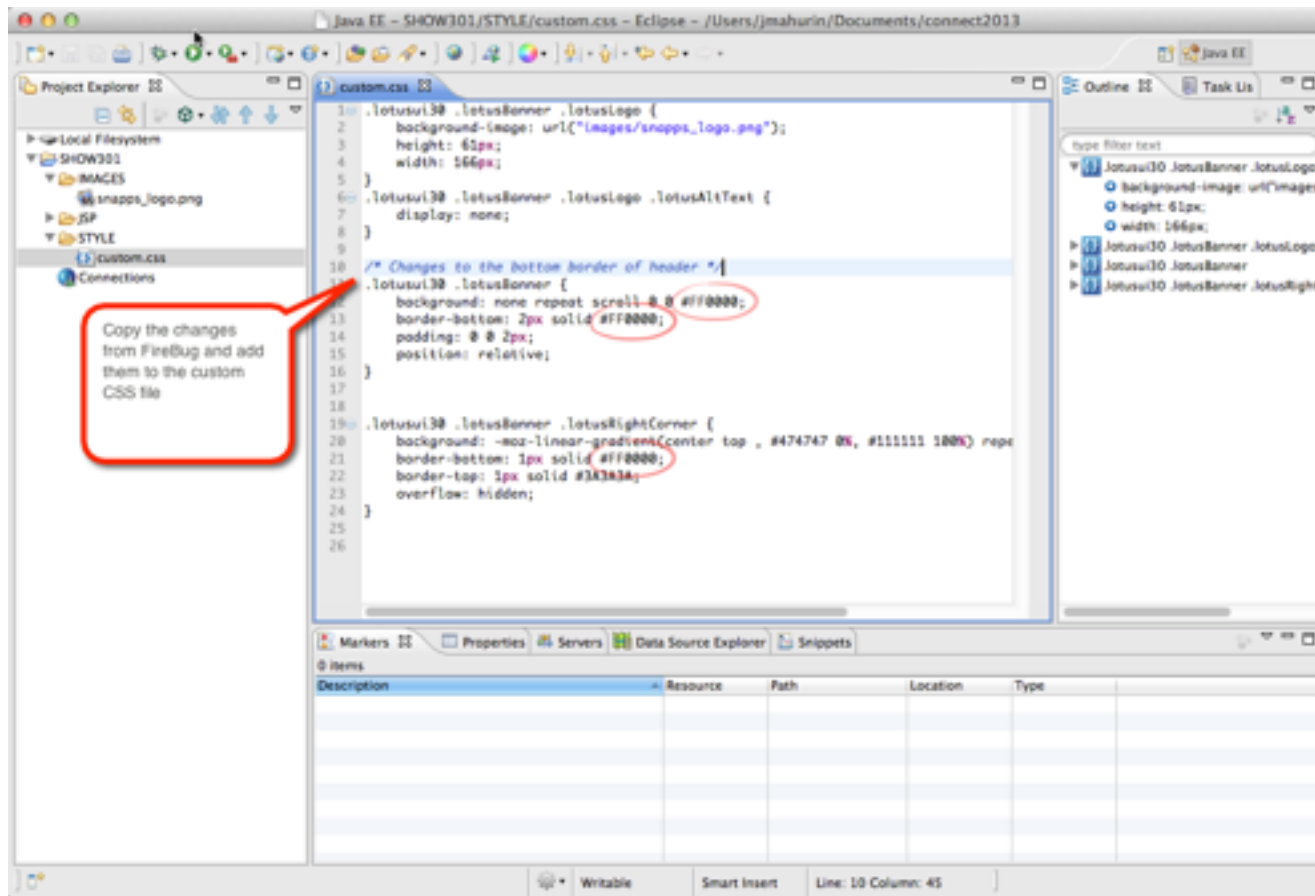 Java EE – SHOW301/STYLE/custom.css – Eclipse – /Users/jmahurin/Documents/connect2013
Java EE
Project Explorer
Local Filesystem
SHOW301
IMAGES
snapps_logo.png
JSP
STYLE
custom.css
Connections
Copy the changes
from FireBug and add
them to the custom
CSS file
custom.css
1 .lotusui30 .lotusBanner .lotusLogo {
2 background-image: url("images/snapps_logo.png");
3 height: 61px;
4 width: 166px;
5 }
6 .lotusui30 .lotusBanner .lotusLogo .lotusAltText {
7 display: none;
8 }
9
10 /* Changes to the bottom border of header */
.lotusui30 .lotusBanner {
12 background: none repeat scroll 0 0 #FF0000;
13 border-bottom: 2px solid #FF0000;
14 padding: 0 0 2px;
15 position: relative;
16 }
17
18
19 .lotusui30 .lotusBanner .lotusRightCorner {
20 background: -moz-linear-gradient(center top , #474747 0%, #111111 100%) repe
21 border-bottom: 1px solid #FF0000;
22 border-top: 1px solid #3A3A3A;
23 overflow: hidden;
24 }
25
26
Outline
Task Lis
type filter text
.lotusui30 .lotusBanner .lotusLogo
background-image: url("images
height: 61px;
width: 166px;
.lotusui30 .lotusBanner .lotusLogo
.lotusui30 .lotusBanner
.lotusui30 .lotusBanner .lotusRight
Markers Properties Servers Data Source Explorer Snippets
0 items
Description Resource Path Location Type
Writable Smart Insert Line: 10 Column: 45